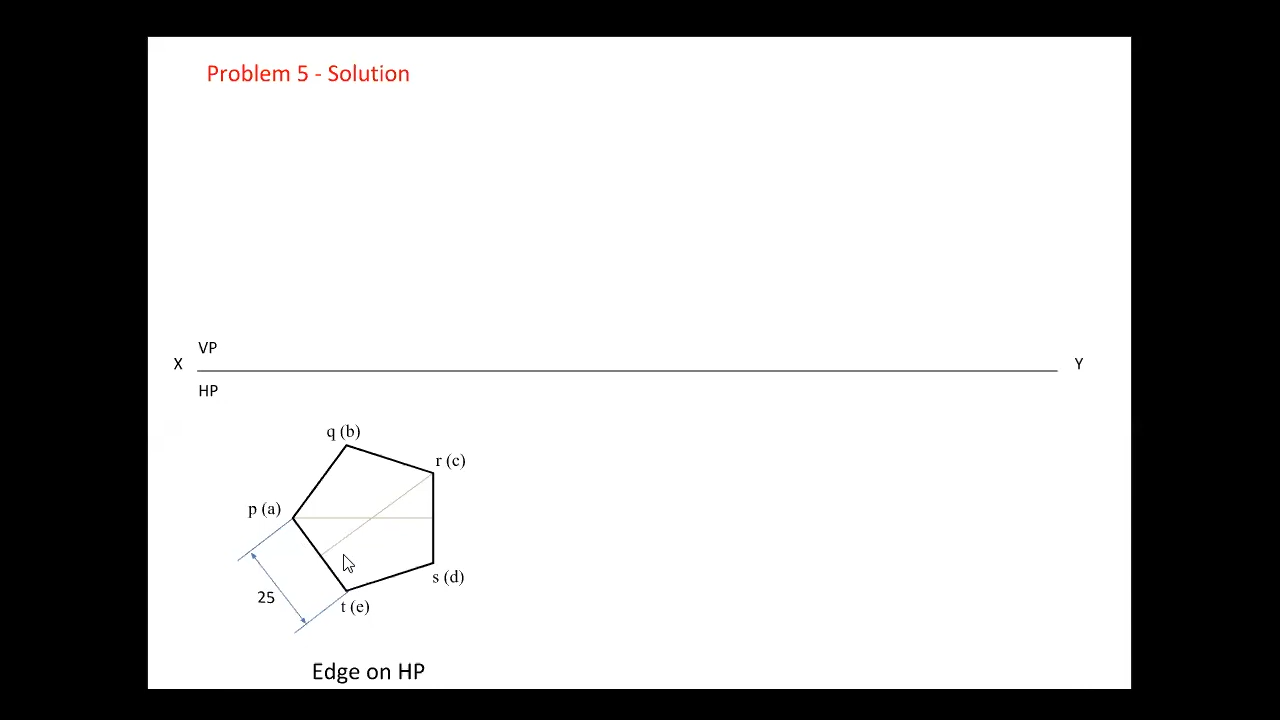 Problem 5 - Solution
VP
X
Y
HP
q (b)
r (c)
p (a)
s (d)
25
t (e)
Edge on HP